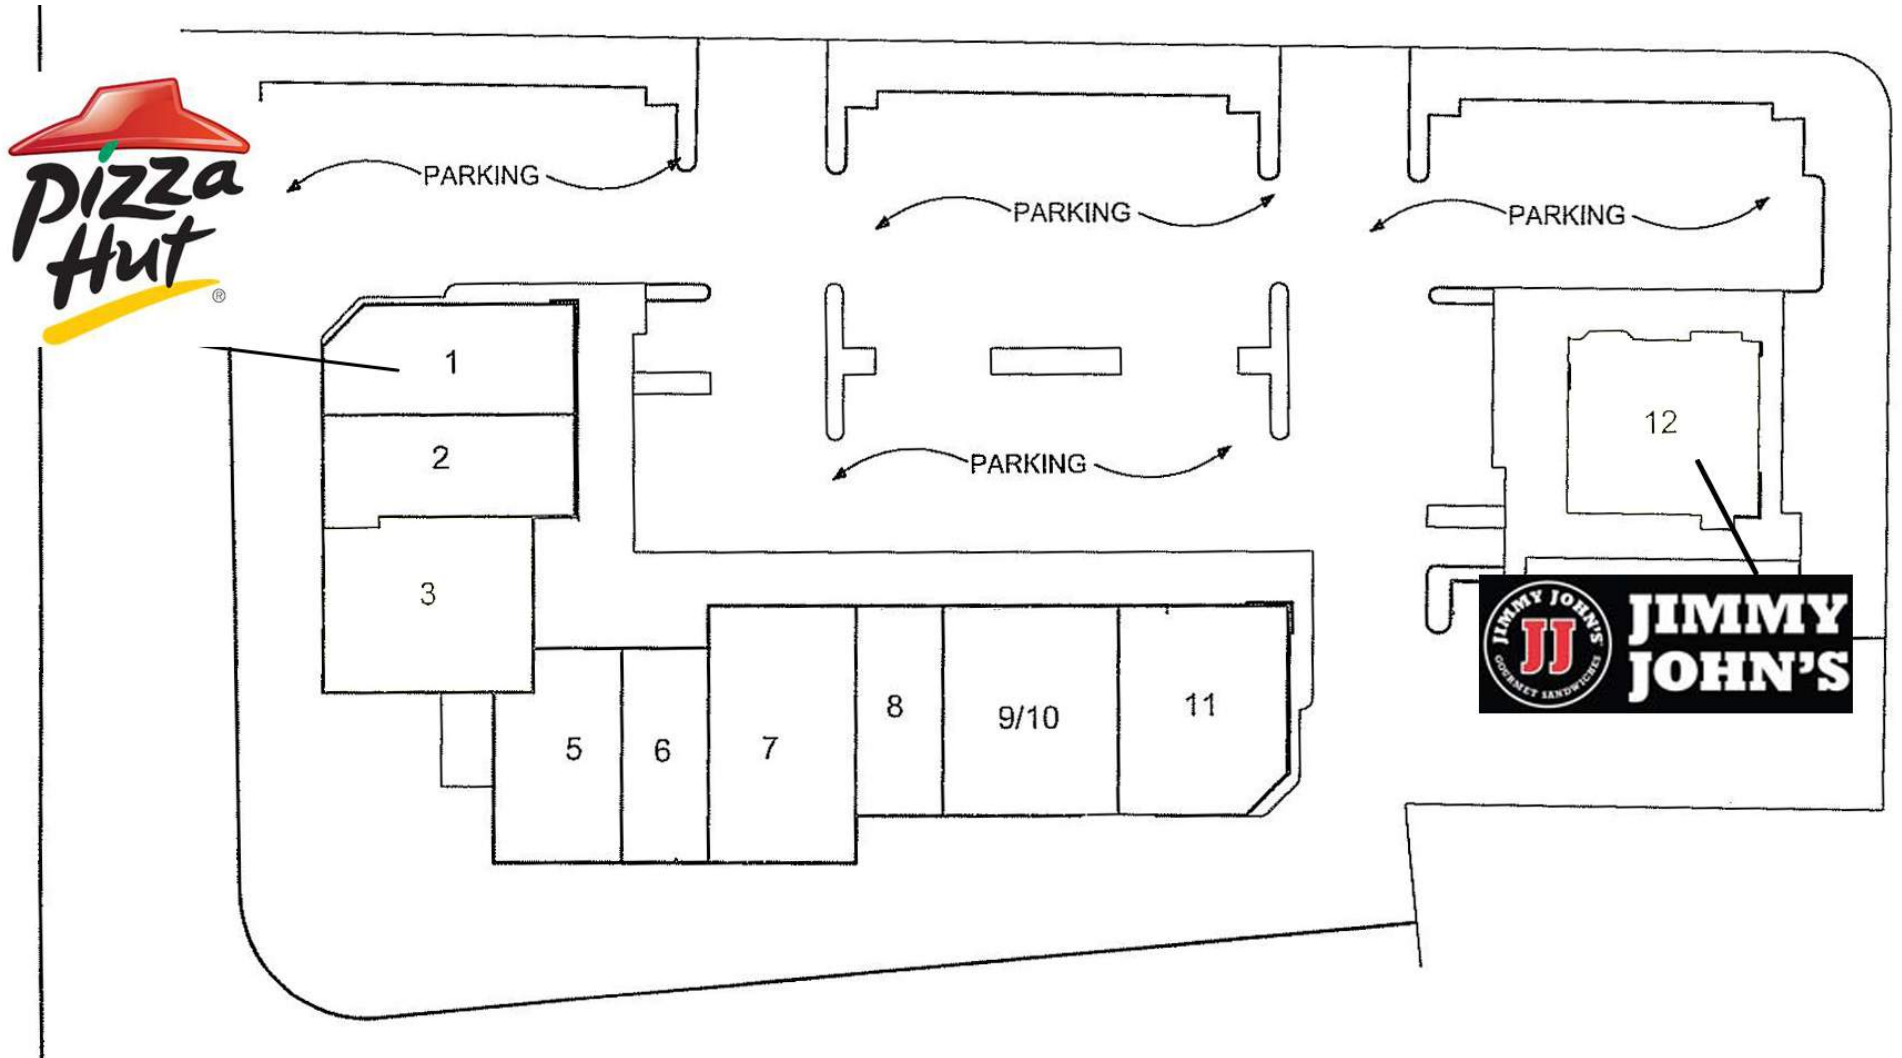 Pizza
Hut
®
PARKING
PARKING
PARKING
1
2
PARKING
12
3
5
6
7
8
9/10
11
JIMMY JOHN'S
JJ
GOURMET SANDWICHES
JIMMY
JOHN'S